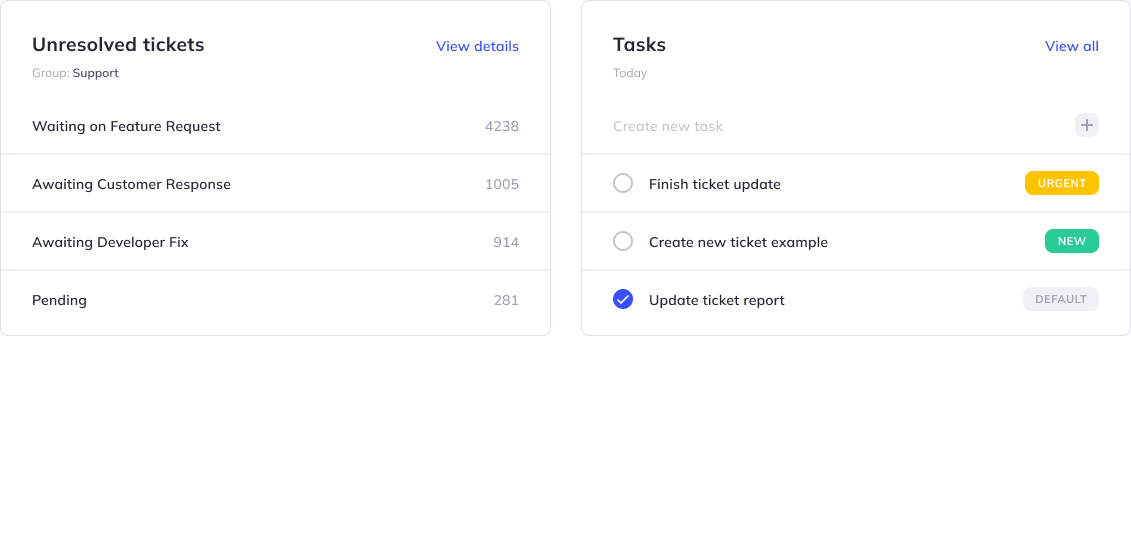 Unresolved tickets
View details
Group: Support
Waiting on Feature Request 4238
Awaiting Customer Response 1005
Awaiting Developer Fix 914
Pending 281
Tasks
View all
Today
Create new task
Finish ticket update URGENT
Create new ticket example NEW
Update ticket report DEFAULT